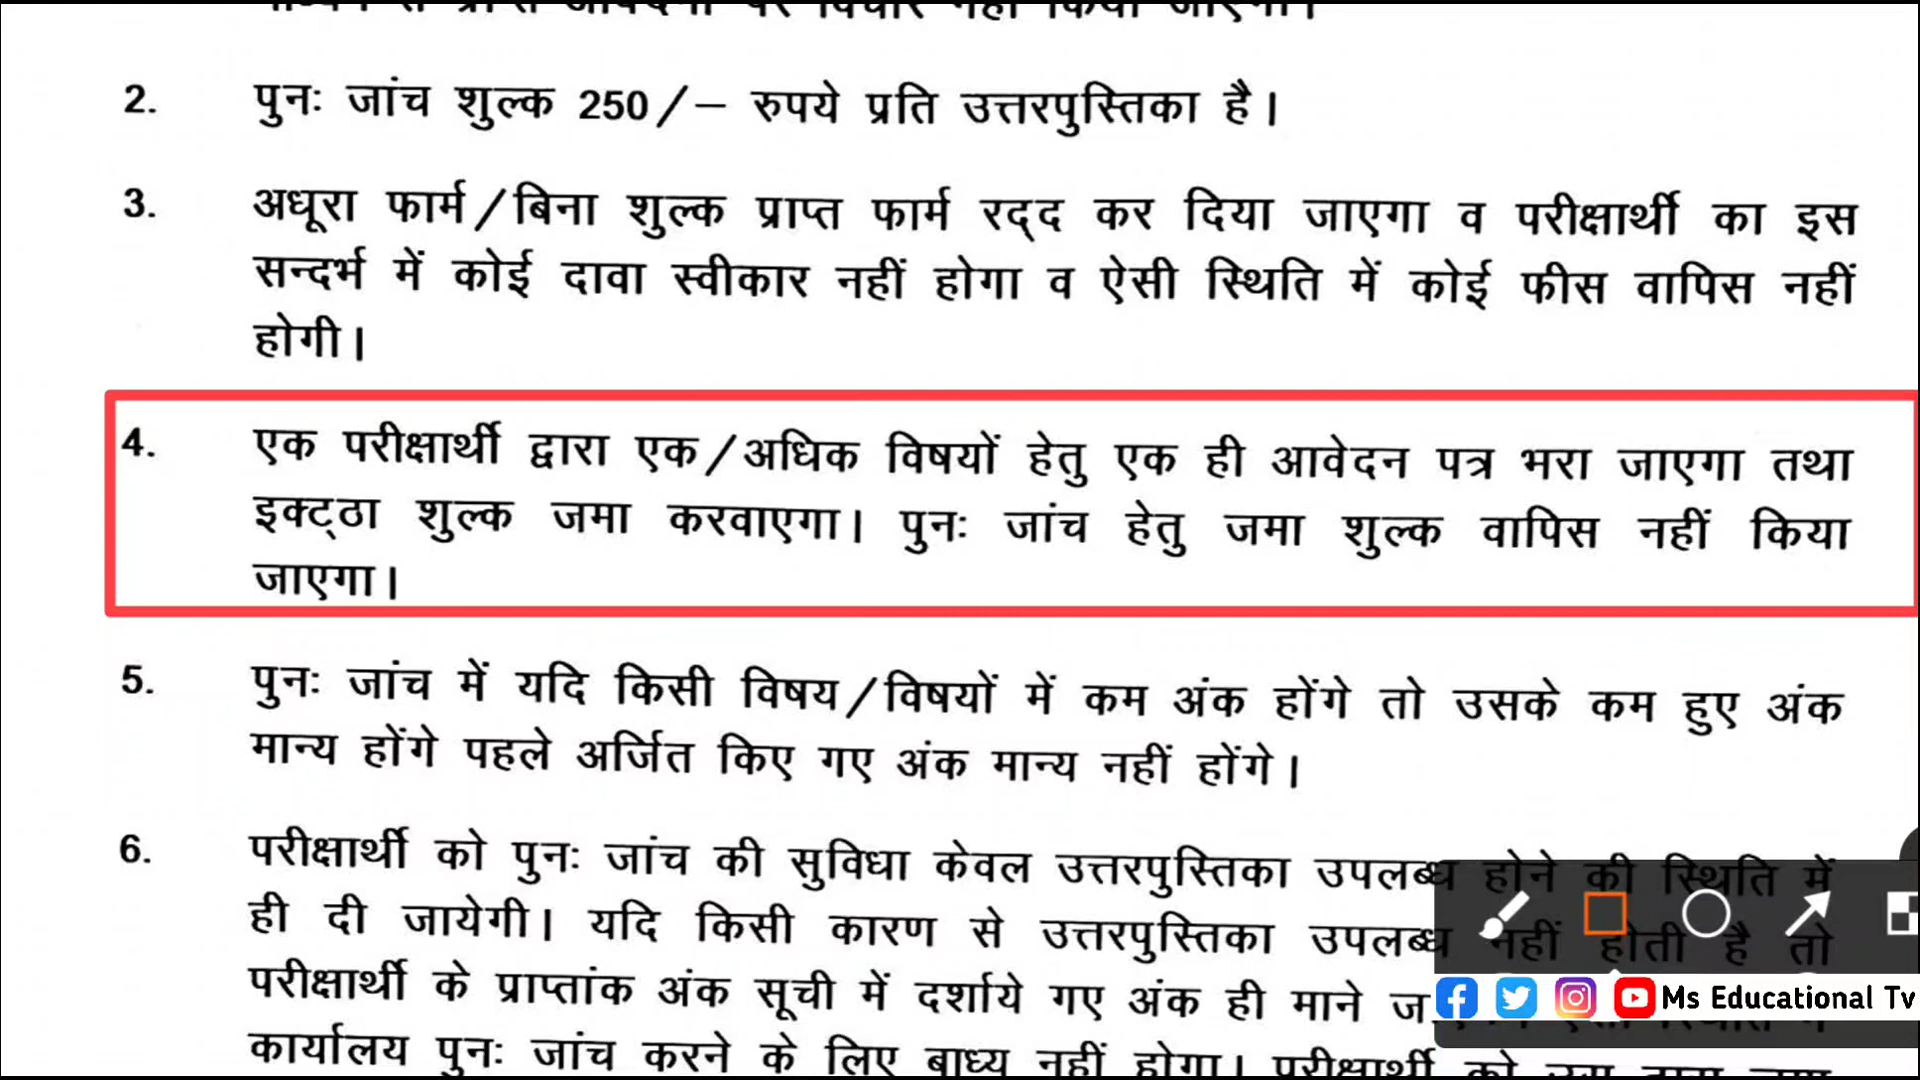 2. पुनः जांच शुल्क 250/– रुपये प्रति उत्तरपुस्तिका है।
3. अधूरा फार्म/बिना शुल्क प्राप्त फार्म रद्द कर दिया जाएगा व परीक्षार्थी का इस
सन्दर्भ में कोई दावा स्वीकार नहीं होगा व ऐसी स्थिति में कोई फीस वापिस नहीं
होगी।
4. एक परीक्षार्थी द्वारा एक/अधिक विषयों हेतु एक ही आवेदन पत्र भरा जाएगा तथा
इक्ट्ठा शुल्क जमा करवाएगा। पुनः जांच हेतु जमा शुल्क वापिस नहीं किया
जाएगा।
5. पुनः जांच में यदि किसी विषय/विषयों में कम अंक होंगे तो उसके कम हुए अंक
मान्य होंगे पहले अर्जित किए गए अंक मान्य नहीं होंगे।
6. परीक्षार्थी को पुनः जांच की सुविधा केवल उत्तरपुस्तिका उपलब्ध होने की स्थिति में
ही दी जायेगी। यदि किसी कारण से उत्तरपुस्तिका उपलब्ध नहीं होती है तो
परीक्षार्थी के प्राप्तांक अंक सूची में दर्शाये गए अंक ही माने
कार्यालय पुनः जांच करने के लिए बाध्य नहीं होगा। परीक्षार्थी को
Ms Educational Tv